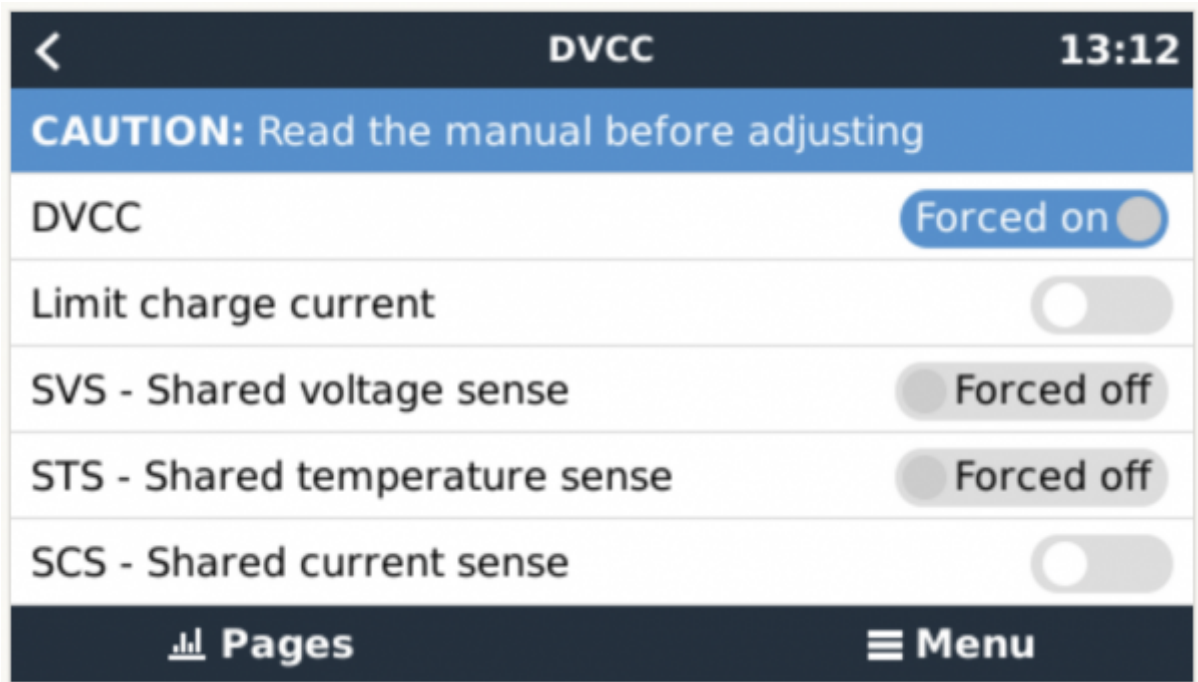 DVCC 13:12
CAUTION: Read the manual before adjusting
DVCC Forced on
Limit charge current
SVS - Shared voltage sense Forced off
STS - Shared temperature sense Forced off
SCS - Shared current sense
Pages Menu